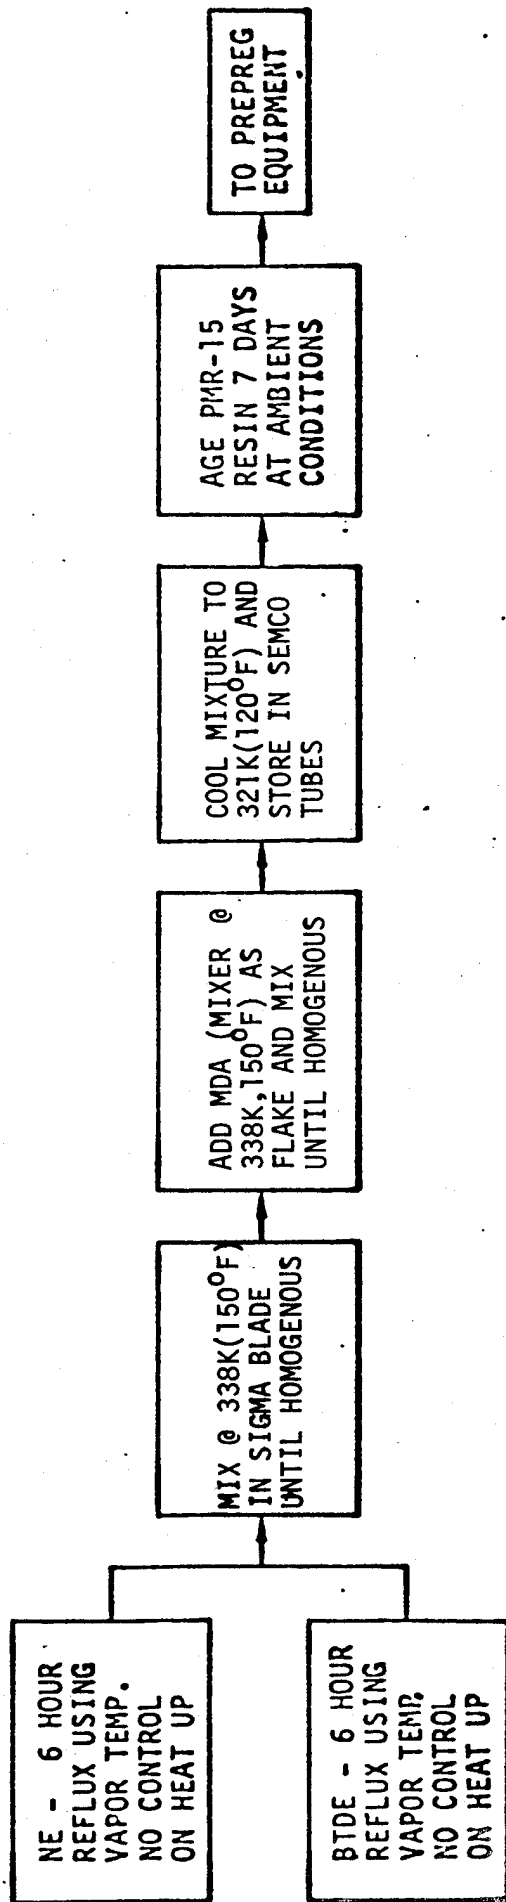 NE - 6 HOUR
REFLUX USING
VAPOR TEMP.
NO CONTROL
ON HEAT UP
BTDE - 6 HOUR
REFLUX USING
VAPOR TEMP,
NO CONTROL
ON HEAT UP
MIX @ 338K(150°F)
IN SIGMA BLADE
UNTIL HOMOGENOUS
ADD MDA (MIXER @
338K,150°F) AS
FLAKE AND MIX
UNTIL HOMOGENOUS
COOL MIXTURE TO
321K(120°F) AND
STORE IN SEMCO
TUBES
AGE PMR-15
RESIN 7 DAYS
AT AMBIENT
CONDITIONS
TO PREPREG
EQUIPMENT